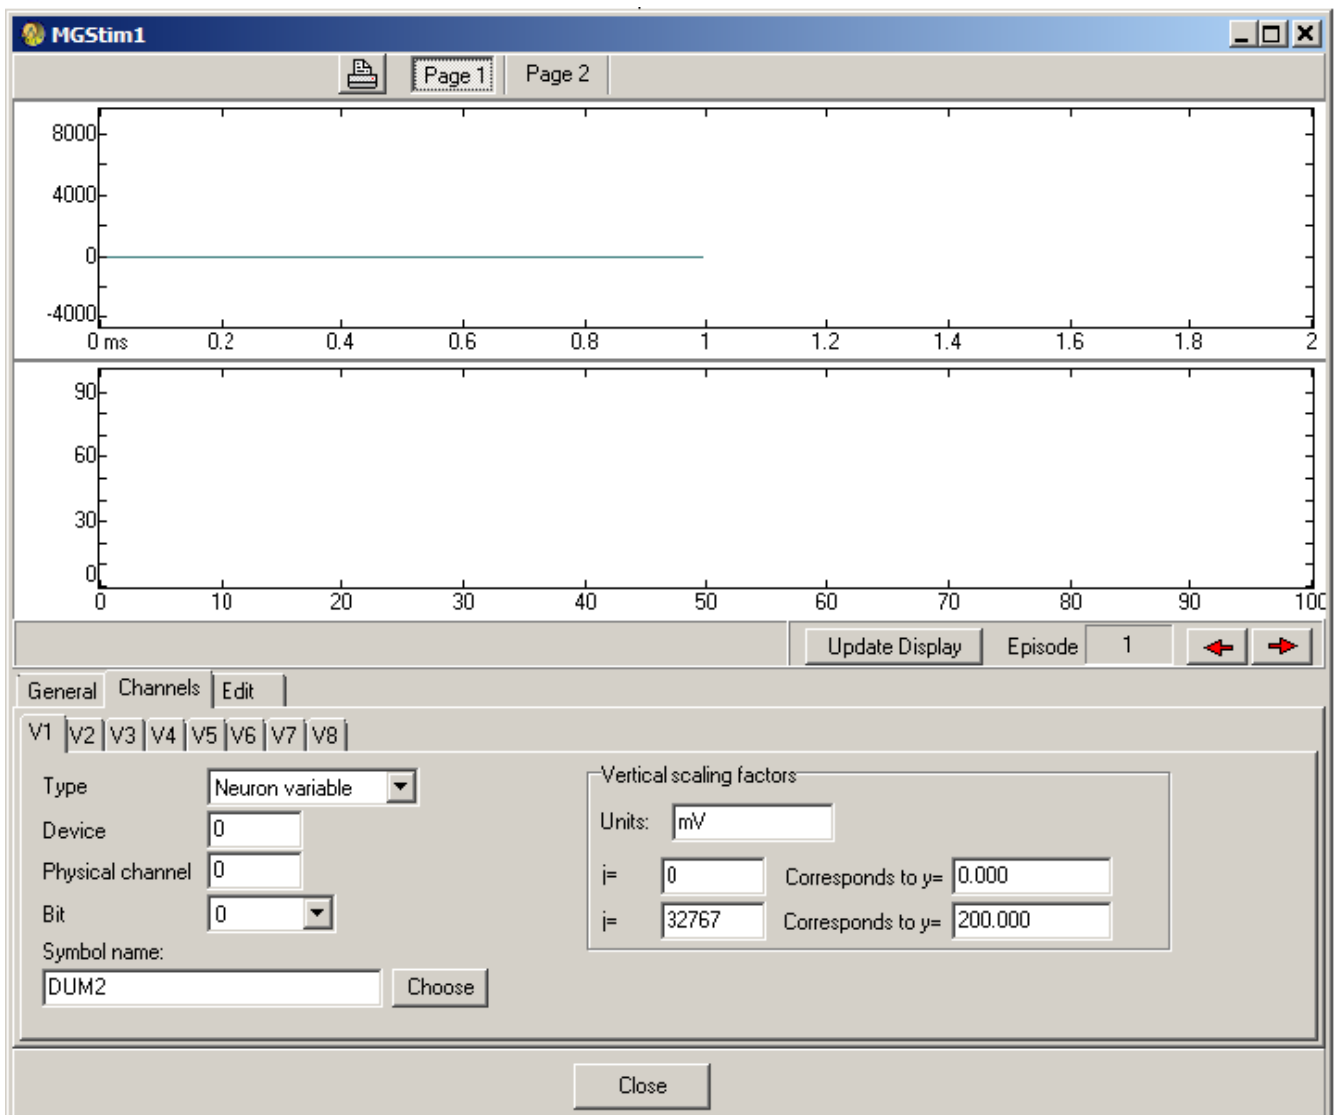 MGStim1
Page 1 Page 2
8000
4000
0
-4000
0 ms 0.2 0.4 0.6 0.8 1 1.2 1.4 1.6 1.8 2
90
60
30
0
0 10 20 30 40 50 60 70 80 90 100
Update Display Episode 1
General Channels Edit
V1 V2 V3 V4 V5 V6 V7 V8
Type Neuron variable Vertical scaling factors
Device 0 Units: mV
Physical channel 0 j= 0 Corresponds to y= 0.000
Bit 0 j= 32767 Corresponds to y= 200.000
Symbol name:
DUM2 Choose
Close